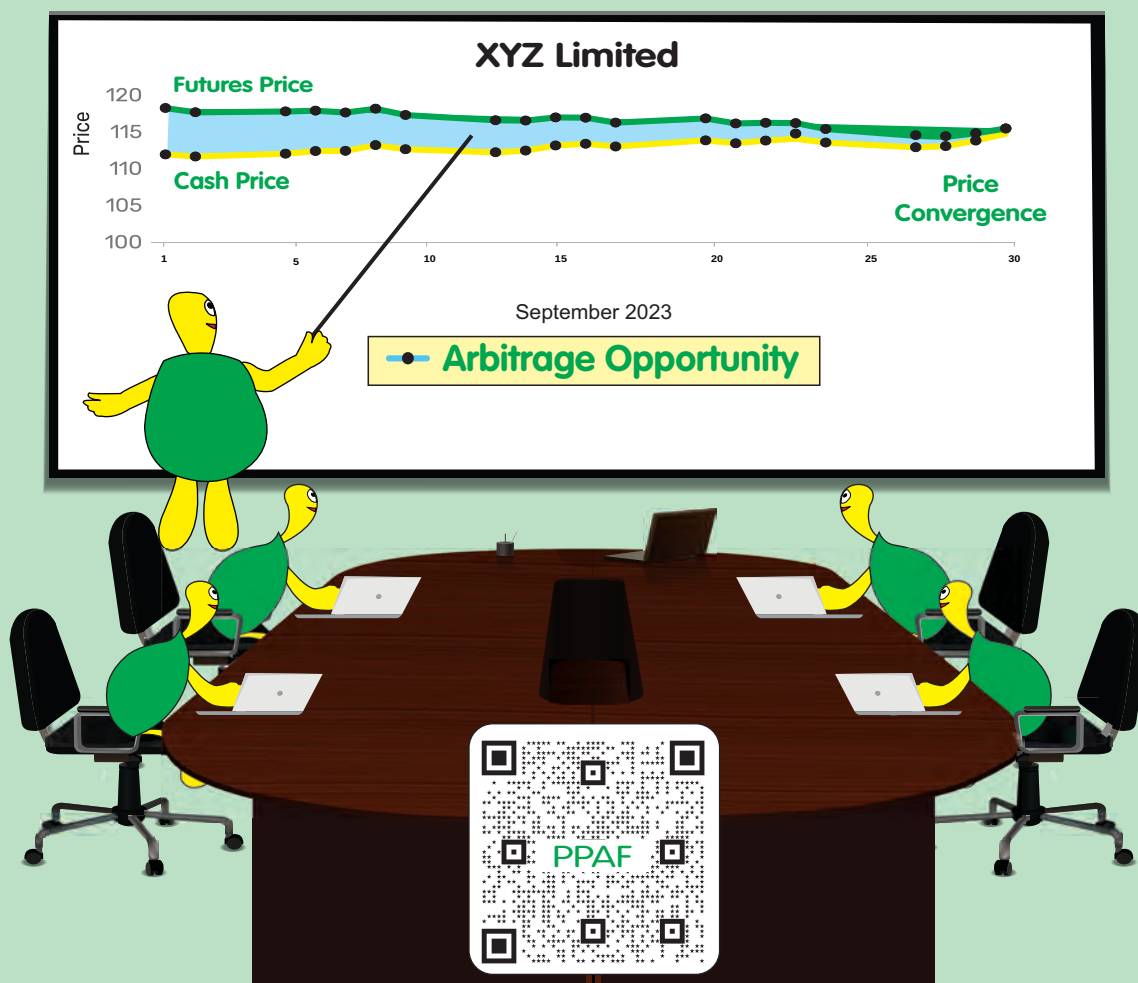 XYZ Limited
Futures Price
120
115
110
105
100
Price
Cash Price
Price
Convergence
1 5 10 15 20 25 30
September 2023
Arbitrage Opportunity
PPAF